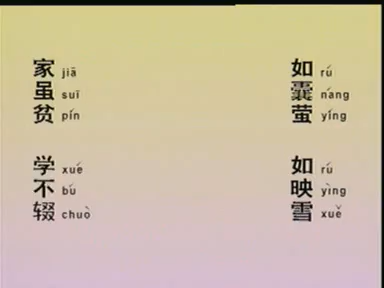 如 rú
囊 náng
萤 yíng
如 rú
映 yìng
雪 xuě
家 jiā
虽 suī
贫 pín
学 xué
不 bú
辍 chuò